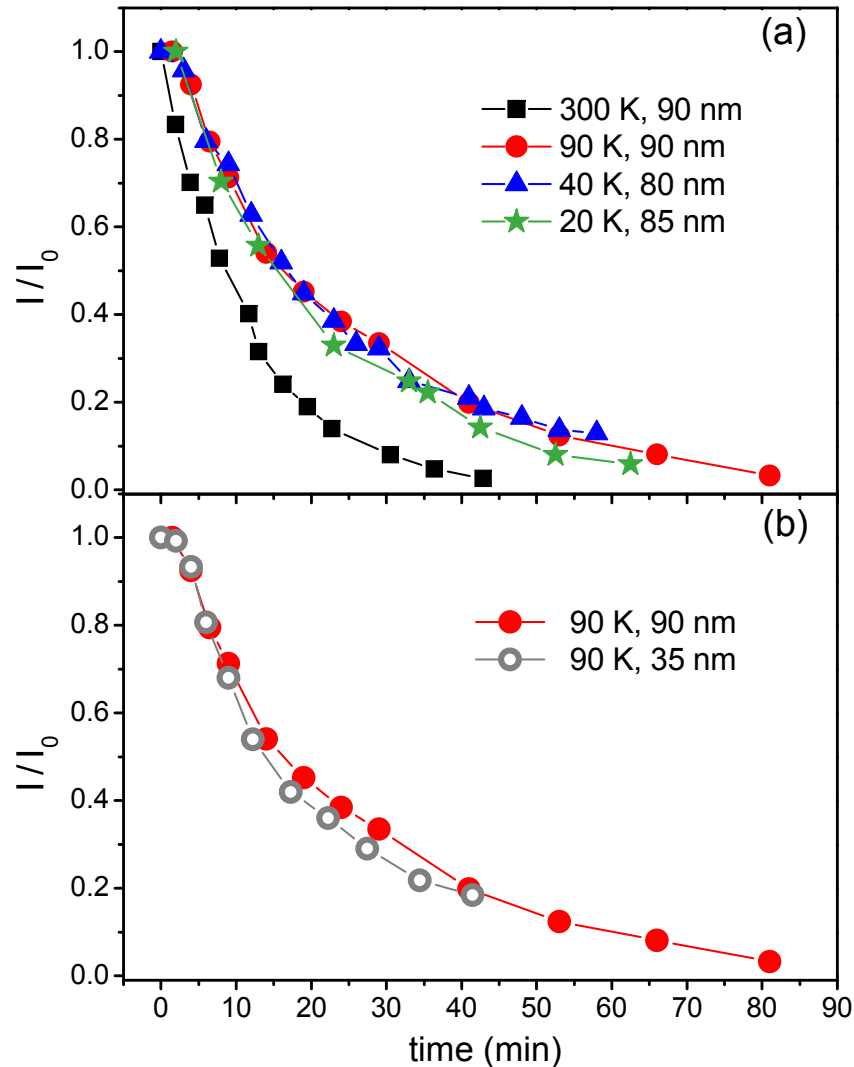 (a)
1.0
0.8
0.6
0.4
0.2
0.0
I / I₀
300 K, 90 nm
90 K, 90 nm
40 K, 80 nm
20 K, 85 nm
(b)
1.0
0.8
0.6
0.4
0.2
0.0
I / I₀
90 K, 90 nm
90 K, 35 nm
0 10 20 30 40 50 60 70 80 90
time (min)